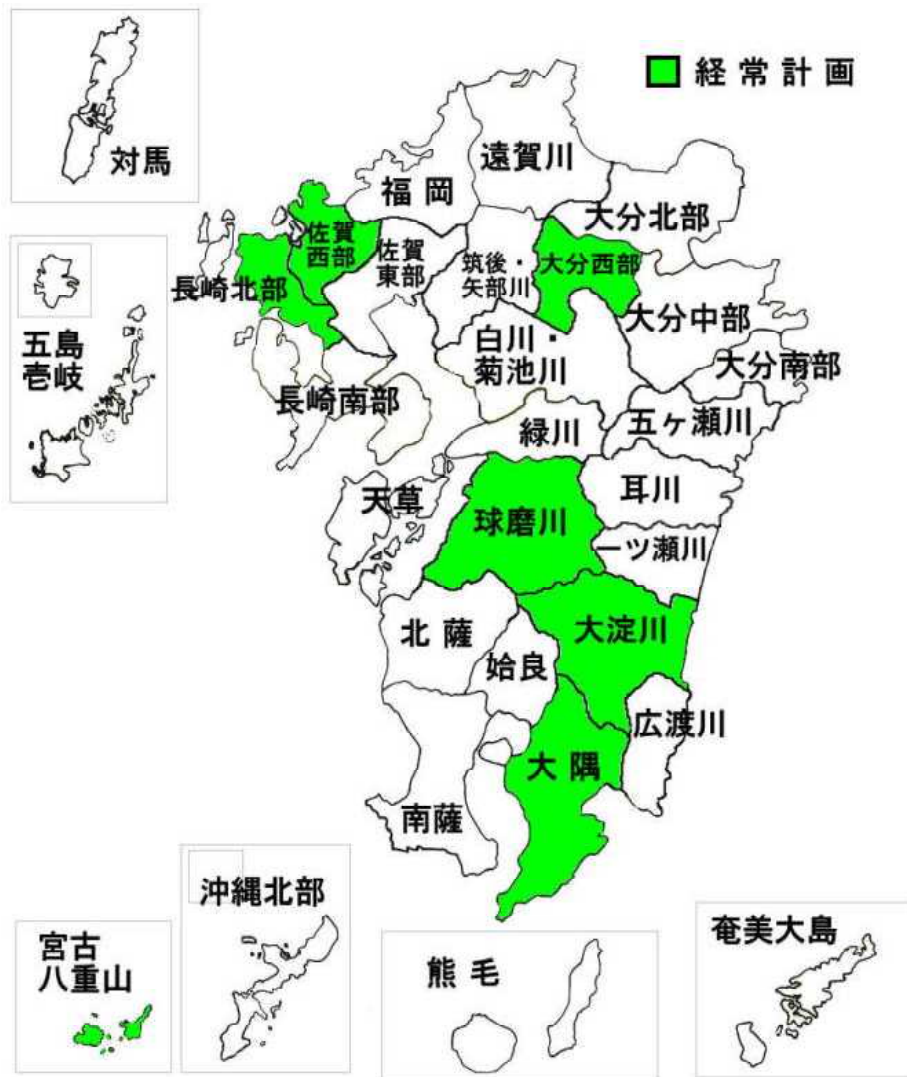 経常計画
対馬
遠賀川
福岡
大分北部
佐賀
西部
佐賀
東部
筑後・
矢部川
大分西部
長崎北部
大分中部
五島
壱岐
白川・
菊池川
大分南部
長崎南部
緑川
五ヶ瀬川
天草
球磨川
耳川
一ツ瀬川
北薩
姶良
大淀川
広渡川
大隅
南薩
沖縄北部
宮古
八重山
熊毛
奄美大島